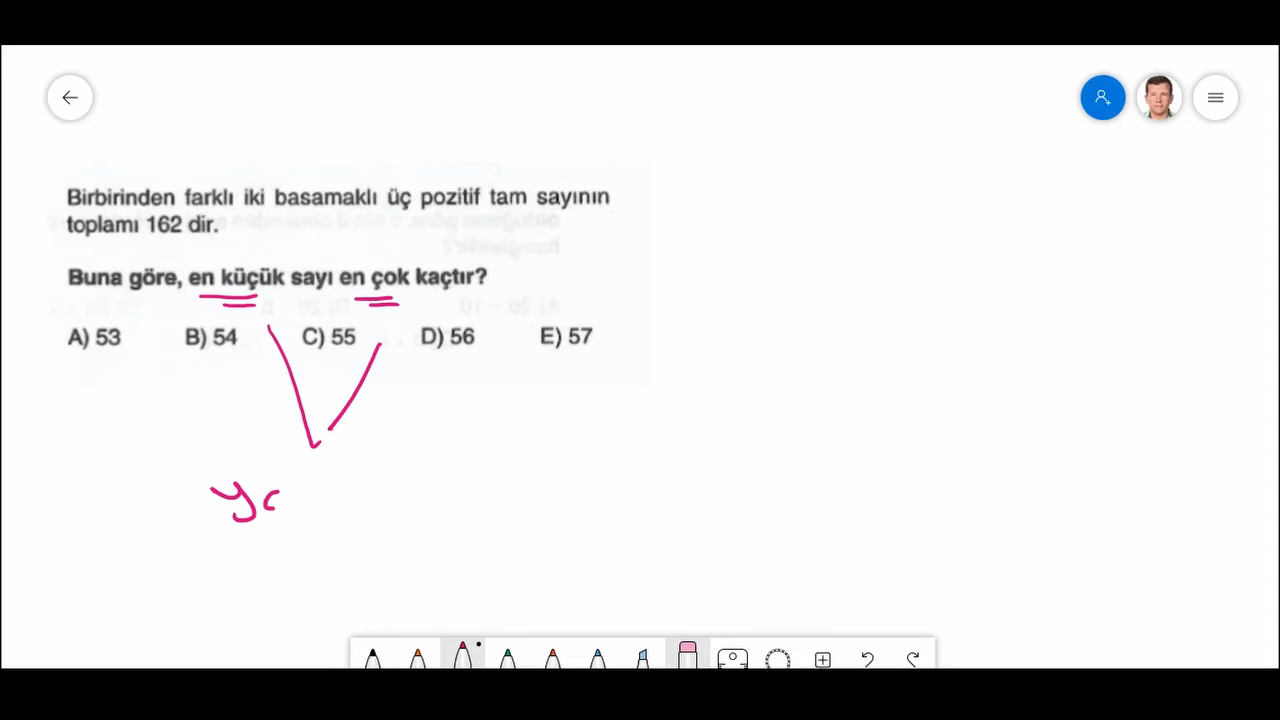 Birbirinden farklı iki basamaklı üç pozitif tam sayının
toplamı 162 dir.
Buna göre, en küçük sayı en çok kaçtır?
A) 53 B) 54 C) 55 D) 56 E) 57